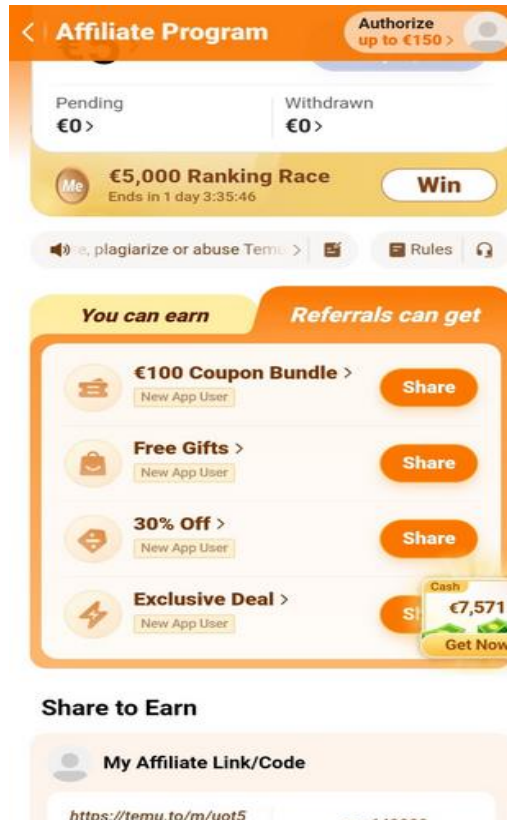 Affiliate Program
Authorize
up to €150 >
€5
Pending
Withdrawn
€0 >
€0 >
Me
€5,000 Ranking Race
Ends in 1 day 3:35:46
Win
, plagiarize or abuse >
Rules
You can earn
Referrals can get
€100 Coupon Bundle >
New App User
Share
Free Gifts >
New App User
Share
30% Off >
New App User
Share
Exclusive Deal >
New App User
Cash
€7,571
Get Now
Share to Earn
My Affiliate Link/Code
https://temu.to/m/uot5